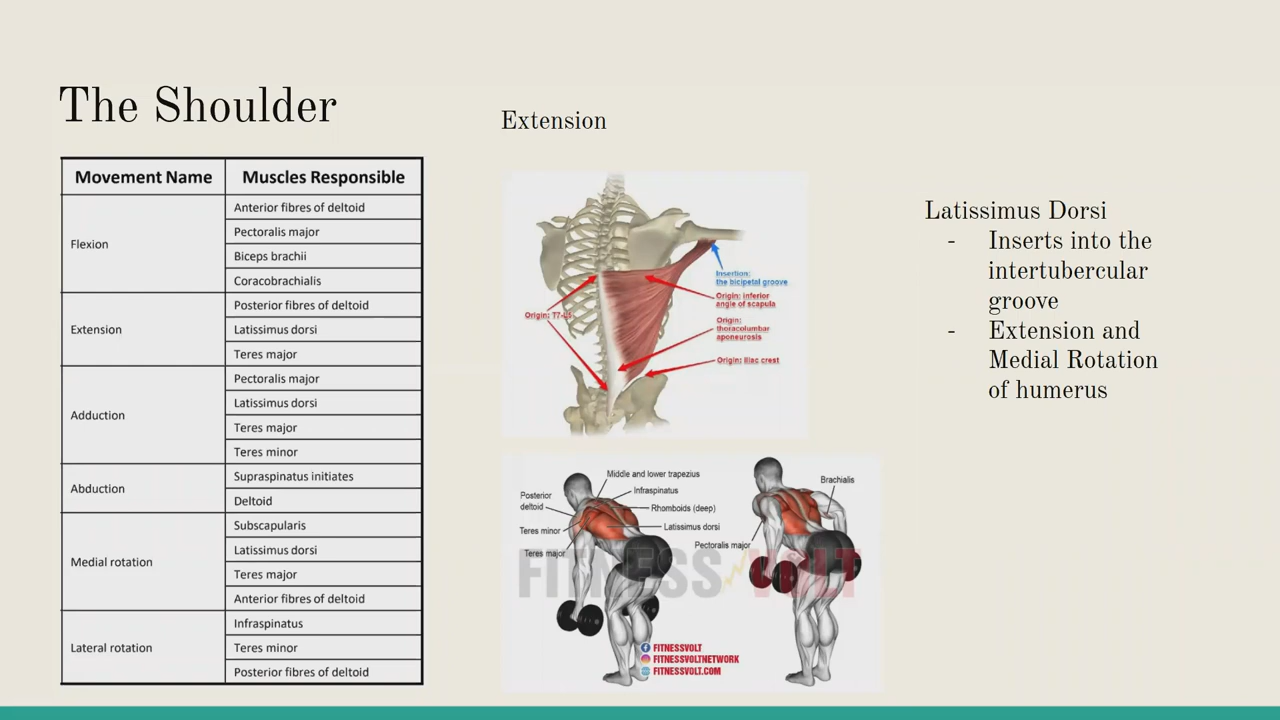 The Shoulder
Movement Name Muscles Responsible
Flexion
Anterior fibres of deltoid
Pectoralis major
Biceps brachii
Coracobrachialis
Extension
Posterior fibres of deltoid
Latissimus dorsi
Teres major
Adduction
Pectoralis major
Latissimus dorsi
Teres major
Teres minor
Abduction
Supraspinatus initiates
Deltoid
Medial rotation
Subscapularis
Latissimus dorsi
Teres major
Anterior fibres of deltoid
Lateral rotation
Infraspinatus
Teres minor
Posterior fibres of deltoid
Extension
Insertion:
the bicipetal groove
Origin: inferior
angle of scapula
Origin: T7-L5
Origin:
thoracolumbar
aponeurosis
Origin: Iliac crest
Middle and lower trapezius
Infraspinatus
Posterior
deltoid
Rhomboids (deep)
Teres minor
Latissimus dorsi
Teres major
Brachialis
Pectoralis major
FITNESS VOLT
FITNESSVOLT
FITNESSVOLTNETWORK
FITNESSVOLT.COM
Latissimus Dorsi
- Inserts into the
intertubercular
groove
- Extension and
Medial Rotation
of humerus